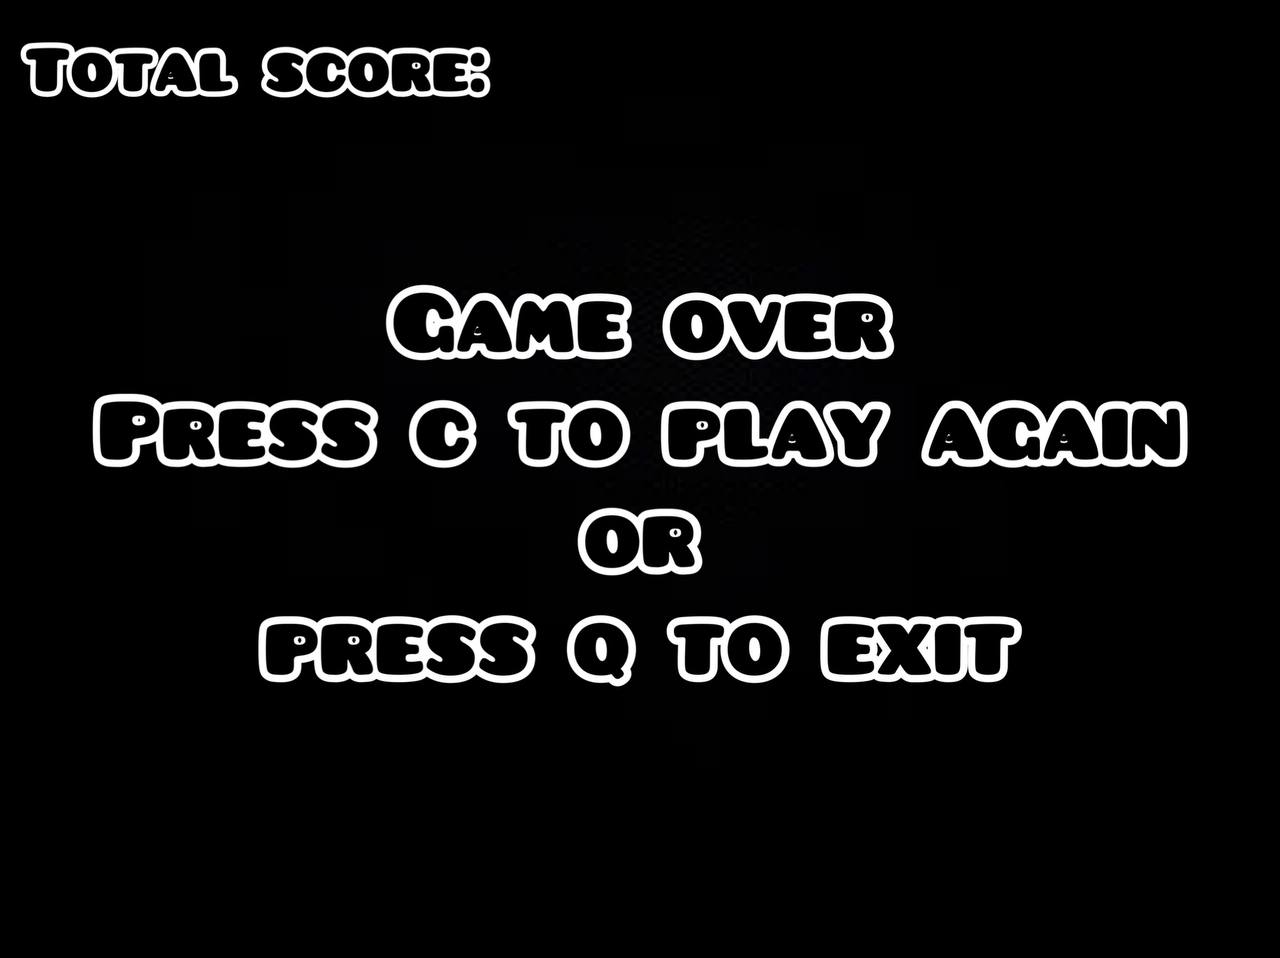 Total score:
Game over
Press C to play again
or
press Q to exit